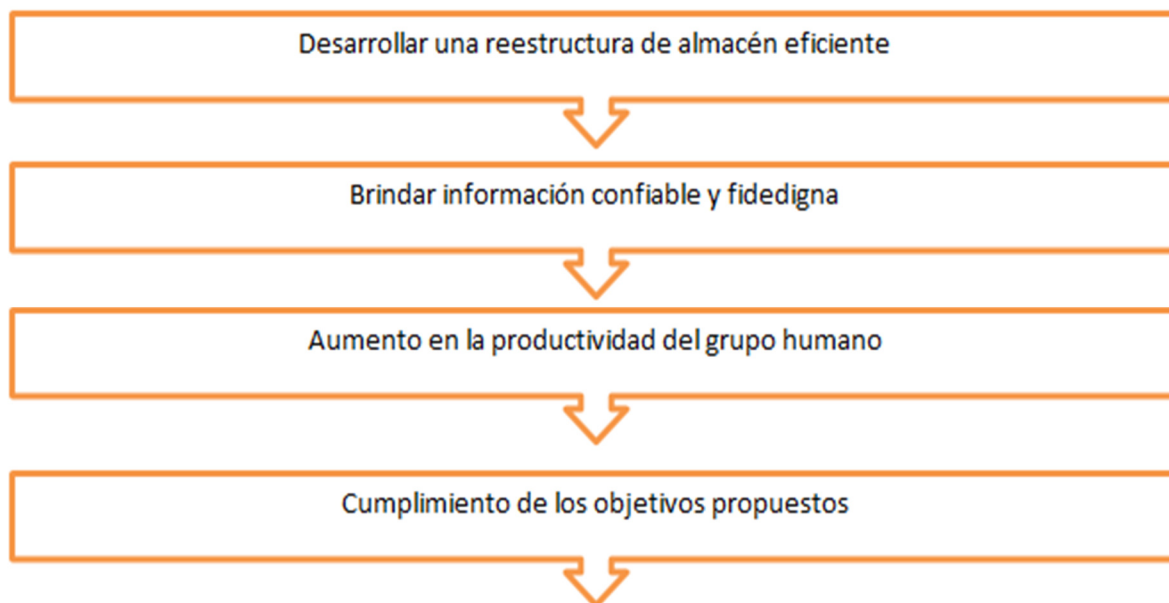 Desarrollar una reestructura de almacén eficiente
Brindar información confiable y fidedigna
Aumento en la productividad del grupo humano
Cumplimiento de los objetivos propuestos